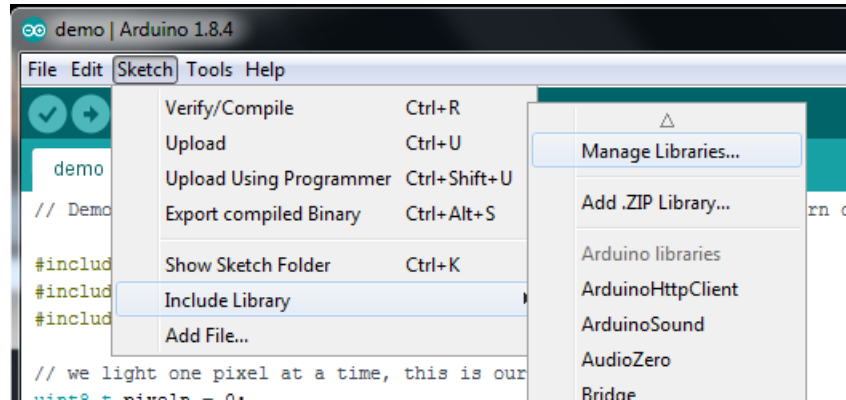 demo | Arduino 1.8.4
File Edit Sketch Tools Help
Verify/Compile Ctrl+R
Upload Ctrl+U
Upload Using Programmer Ctrl+Shift+U
Export compiled Binary Ctrl+Alt+S
Show Sketch Folder Ctrl+K
Include Library
Add File...
Manage Libraries...
Add .ZIP Library...
Arduino libraries
ArduinoHttpClient
ArduinoSound
AudioZero
Bridge
demo
// Demo
#includ
#includ
#includ
// we light one pixel at a time, this is our
uint8_t pixeln = 0;